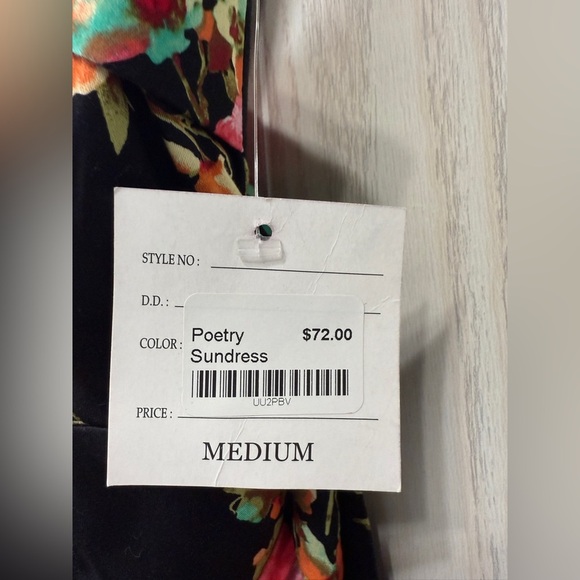 STYLE NO :
D.D. :
COLOR :
Poetry $72.00
Sundress
UU2PBV
PRICE :
MEDIUM